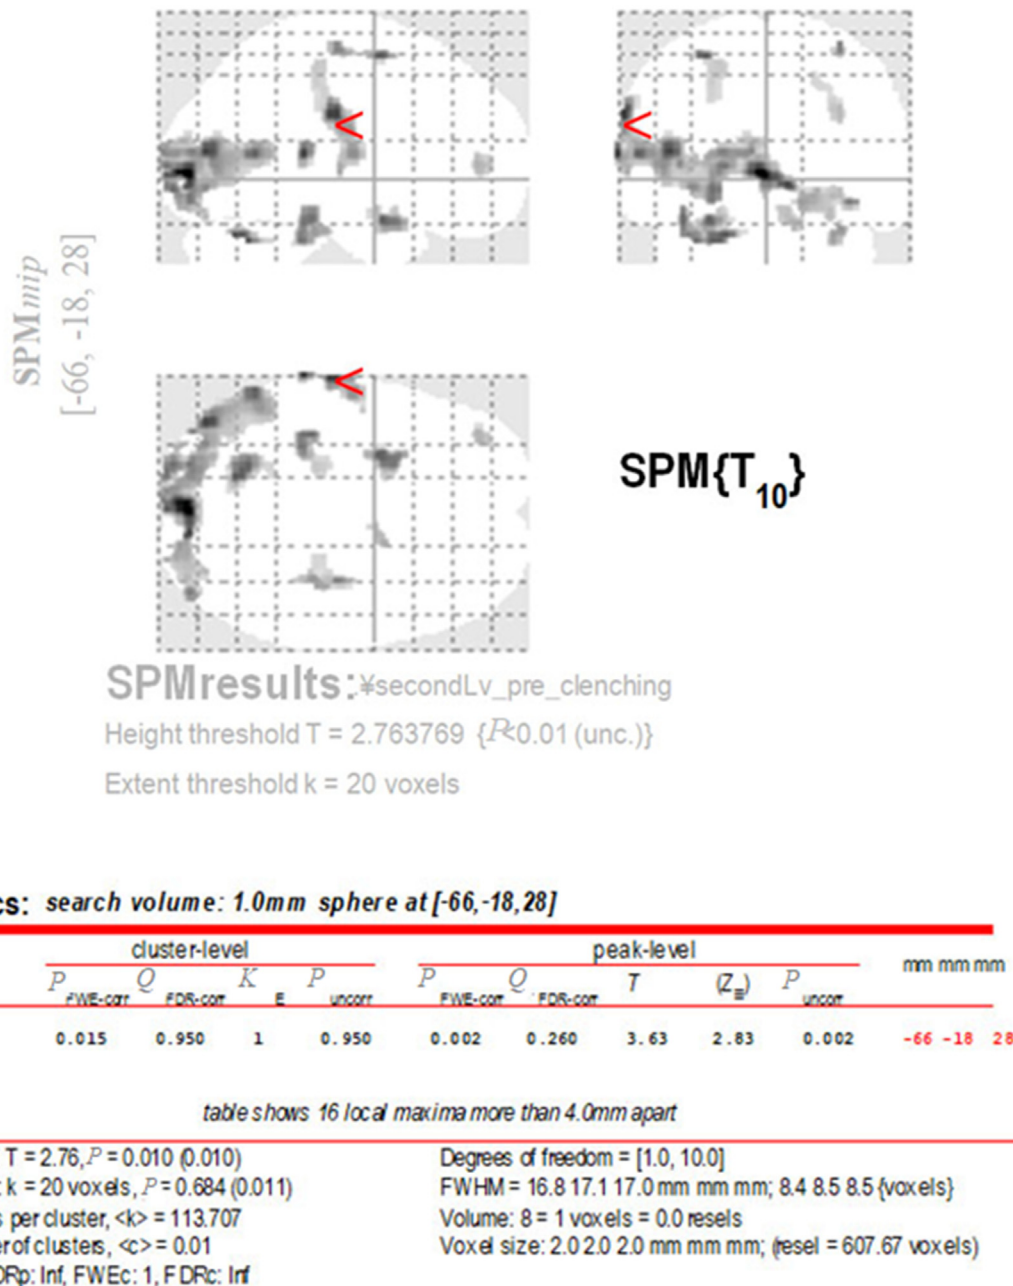 SPMmip
[-66, -18, 28]
SPM{T10}
SPMresults: .¥secondLv_pre_clenching
Height threshold T = 2.763769 {P<0.01 (unc.)}
Extent threshold k = 20 voxels
cs: search volume: 1.0mm sphere at [-66,-18,28]
cluster-level peak-level mm mm mm
P FWE-corr Q FDR-corr K E P uncorr P FWE-corr Q FDR-corr T (Z≡) P uncorr
0.015 0.950 1 0.950 0.002 0.260 3.63 2.83 0.002 -66 -18 28
table shows 16 local maxima more than 4.0mm apart
T = 2.76, P = 0.010 (0.010) Degrees of freedom = [1.0, 10.0]
k = 20 voxels, P = 0.684 (0.011) FWHM = 16.8 17.1 17.0 mm mm mm; 8.4 8.5 8.5 {voxels}
s per cluster, <k> = 113.707 Volume: 8 = 1 voxels = 0.0 resels
er of clusters, <c> = 0.01 Voxel size: 2.0 2.0 2.0 mm mm mm; (resel = 607.67 voxels)
DRp: Inf, FWEc: 1, FDRc: Inf